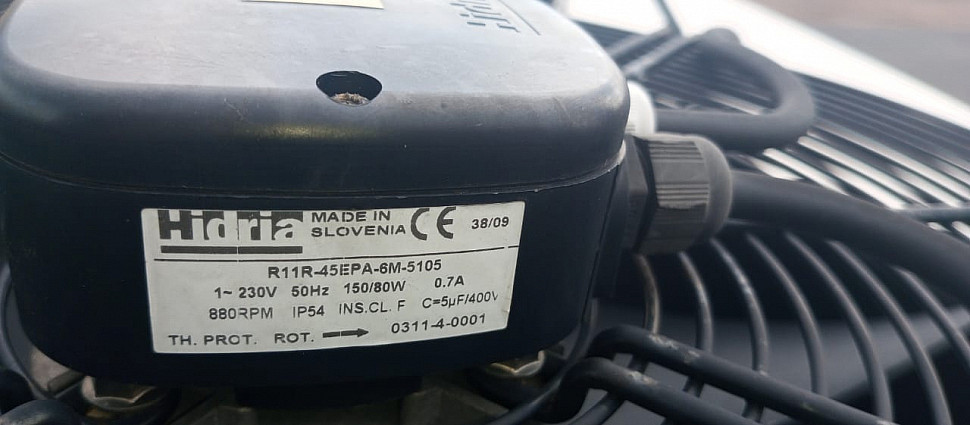 Hidria MADE IN SLOVENIA CE 38/09
R11R-45EPA-6M-5105
1~ 230V 50Hz 150/80W 0.7A
880RPM IP54 INS.CL. F C=5µF/400V
TH. PROT. ROT. → 0311-4-0001